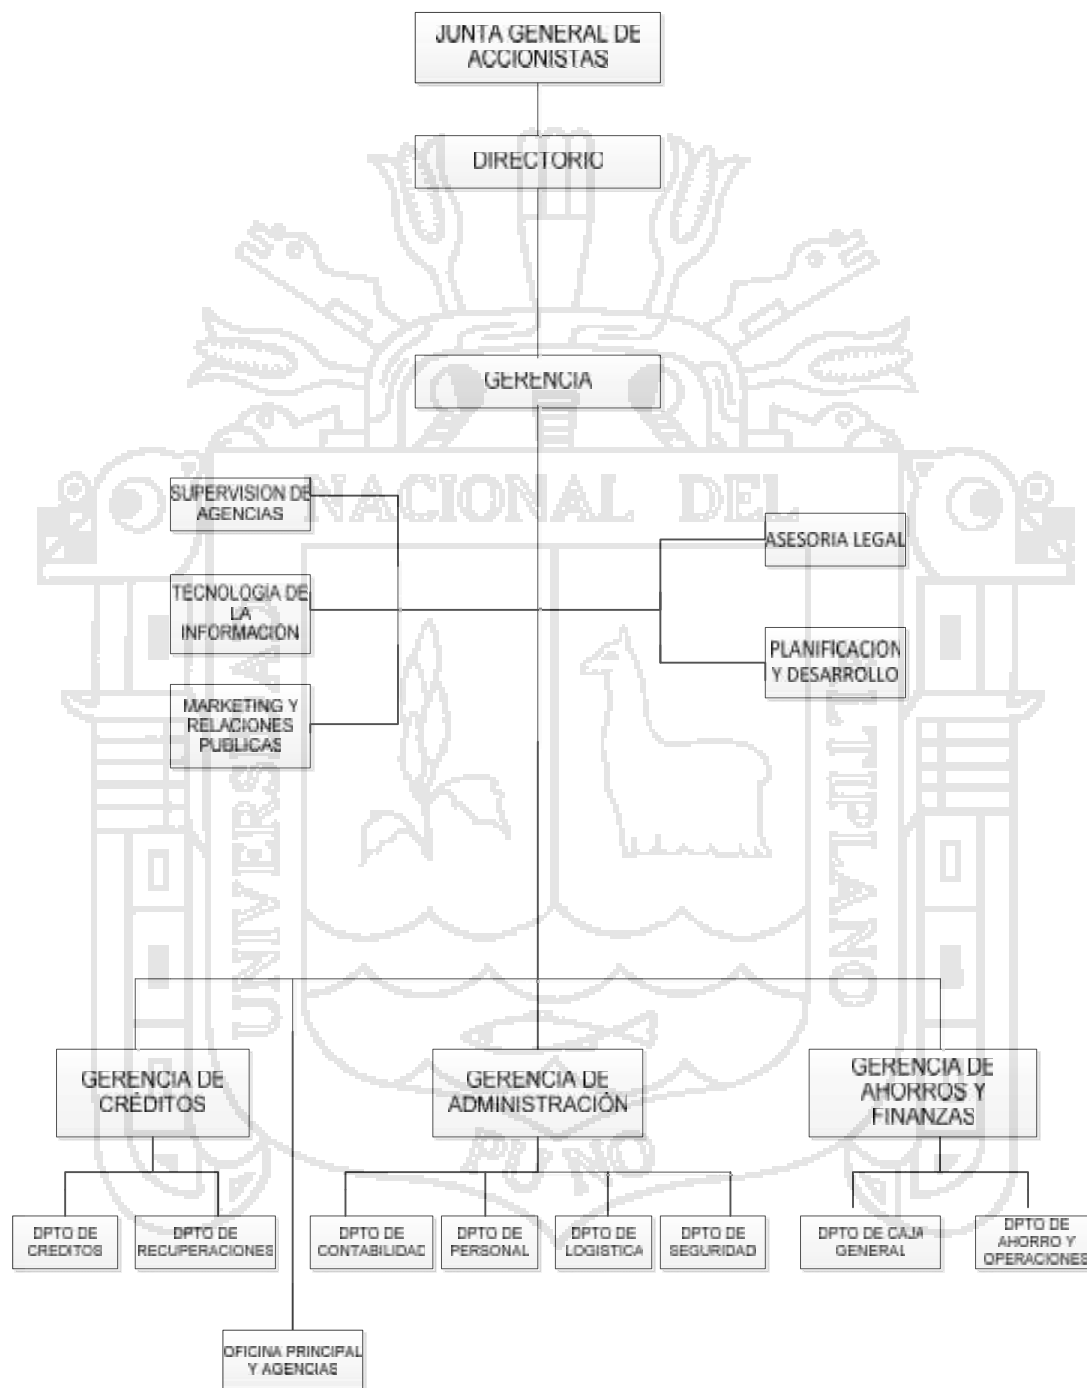 JUNTA GENERAL DE
ACCIONISTAS
DIRECTORIO
GERENCIA
NACIONAL DEL
SUPERVISION DE
AGENCIAS
ASESORIA LEGAL
TECNOLOGÍA DE
LA
INFORMACIÓN
PLANIFICACION
Y DESARROLLO
MARKETING Y
RELACIONES
PUBLICAS
UNIVERSIDAD
ALTIPLANO
GERENCIA DE
CRÉDITOS
GERENCIA DE
ADMINISTRACIÓN
GERENCIA DE
AHORROS Y
FINANZAS
PUNO
DPTO DE
CREDITOS
DPTO DE
RECUPERACIONES
DPTO DE
CONTABILIDAD
DPTO DE
PERSONAL
DPTO DE
LOGISTICA
DPTO DE
SEGURIDAD
DPTO DE CAJA
GENERAL
DPTO DE
AHORRO Y
OPERACIONES
OFICINA PRINCIPAL
Y AGENCIAS